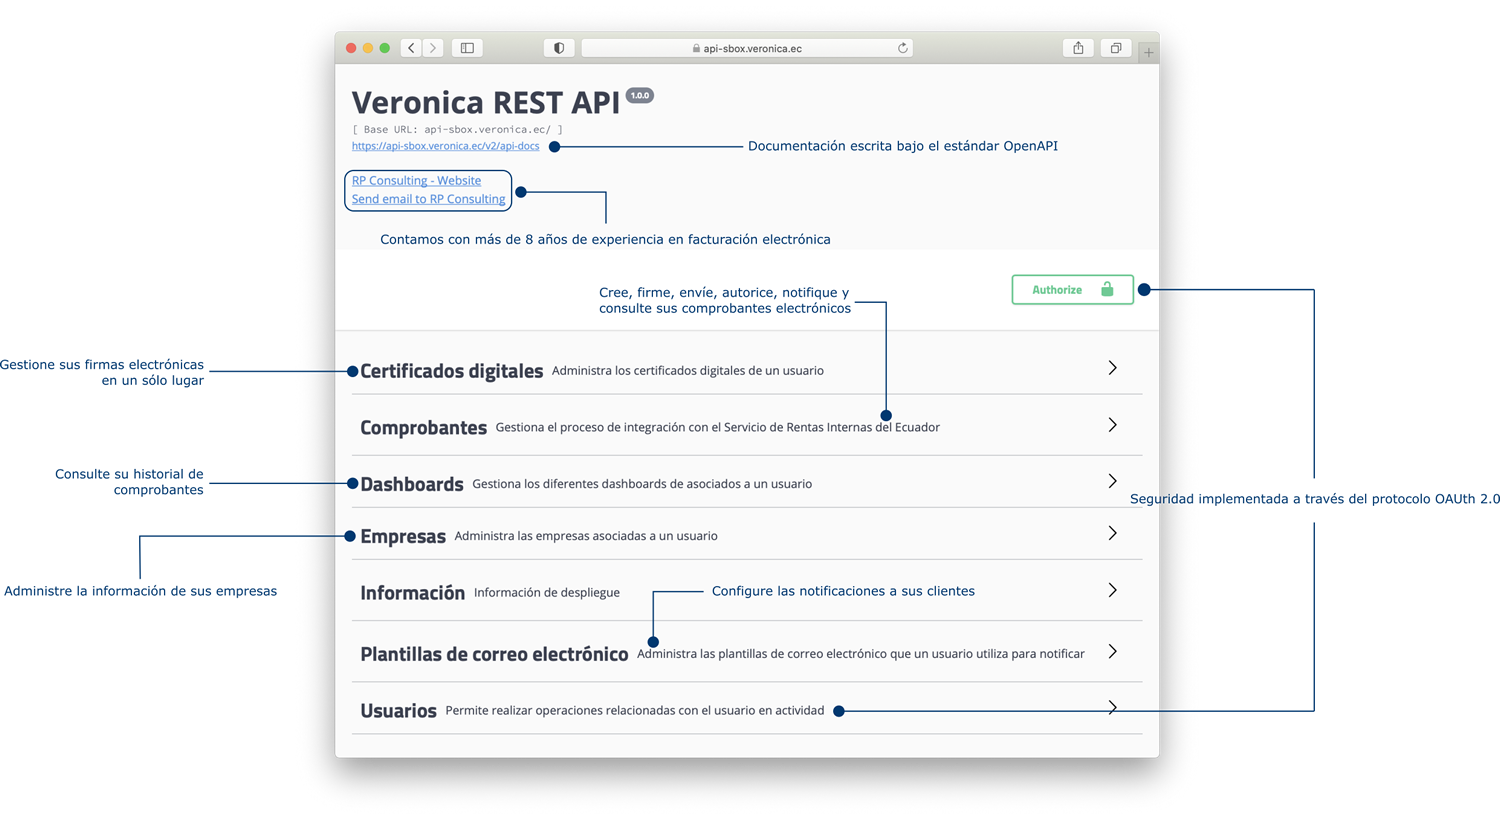 api-sbox.veronica.ec
Veronica REST API 1.0.0
[ Base URL: api-sbox.veronica.ec/ ]
https://api-sbox.veronica.ec/v2/api-docs
Documentación escrita bajo el estándar OpenAPI
RP Consulting - Website
Send email to RP Consulting
Contamos con más de 8 años de experiencia en facturación electrónica
Authorize
Cree, firme, envíe, autorice, notifique y
consulte sus comprobantes electrónicos
Gestione sus firmas electrónicas
en un sólo lugar
Certificados digitales Administra los certificados digitales de un usuario
Comprobantes Gestiona el proceso de integración con el Servicio de Rentas Internas del Ecuador
Consulte su historial de
comprobantes
Dashboards Gestiona los diferentes dashboards de asociados a un usuario
Seguridad implementada a través del protocolo OAUth 2.0
Empresas Administra las empresas asociadas a un usuario
Administre la información de sus empresas
Información Información de despliegue
Configure las notificaciones a sus clientes
Plantillas de correo electrónico Administra las plantillas de correo electrónico que un usuario utiliza para notificar
Usuarios Permite realizar operaciones relacionadas con el usuario en actividad